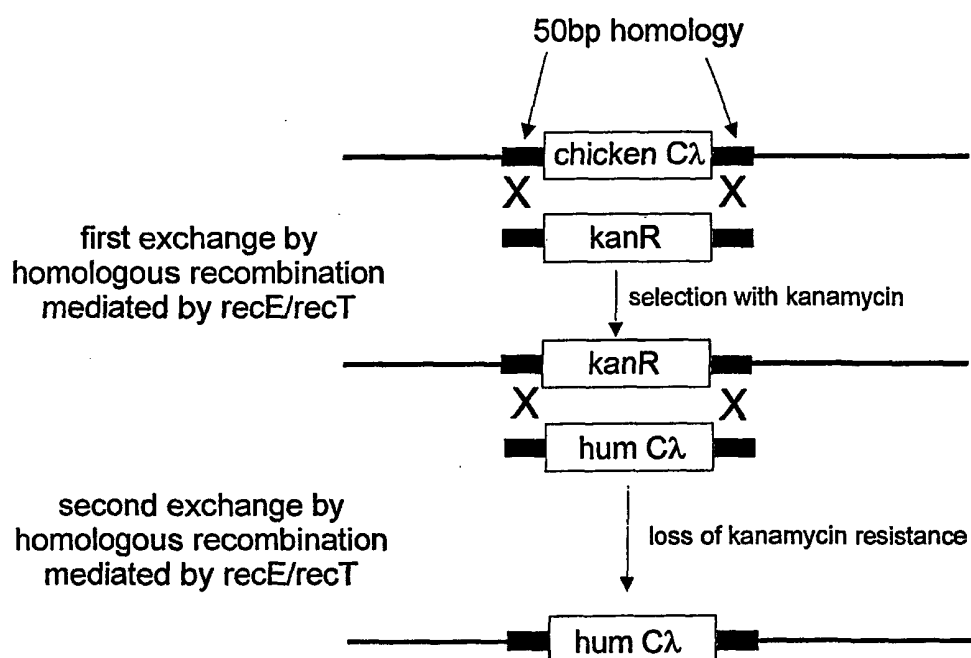 50bp homology
chicken Cλ
X X
kanR
first exchange by
homologous recombination
mediated by recE/recT
selection with kanamycin
kanR
X X
hum Cλ
second exchange by
homologous recombination
mediated by recE/recT
loss of kanamycin resistance
hum Cλ